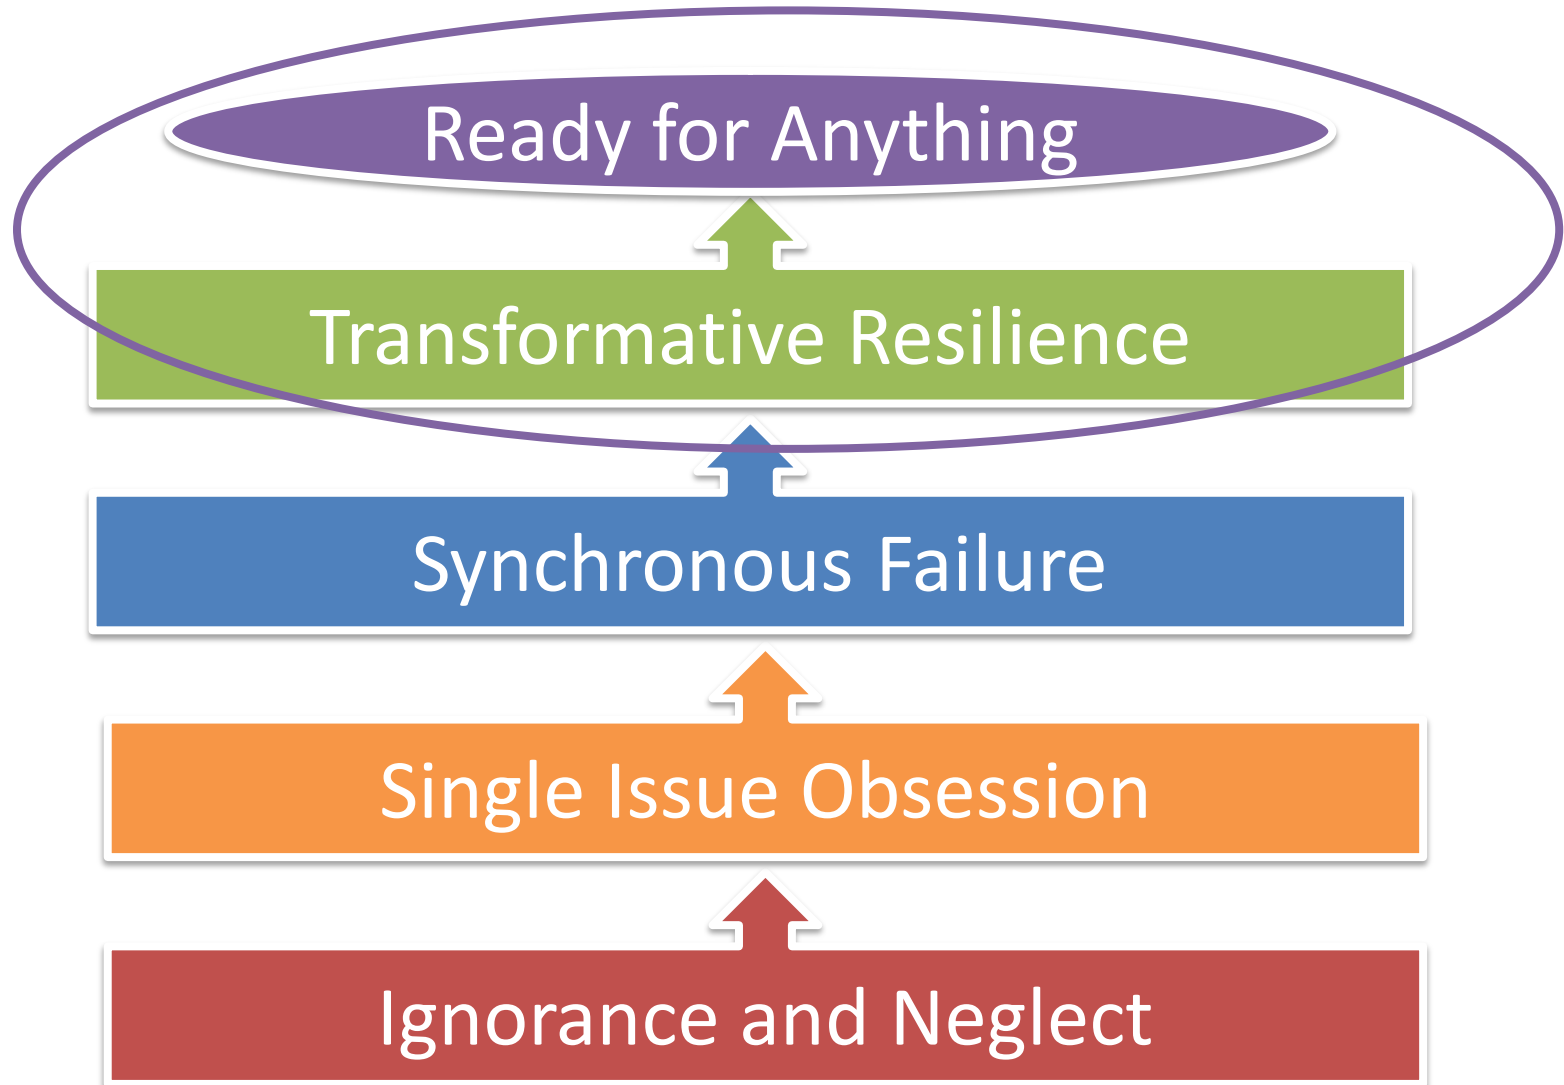 Ready for Anything
Transformative Resilience
Synchronous Failure
Single Issue Obsession
Ignorance and Neglect